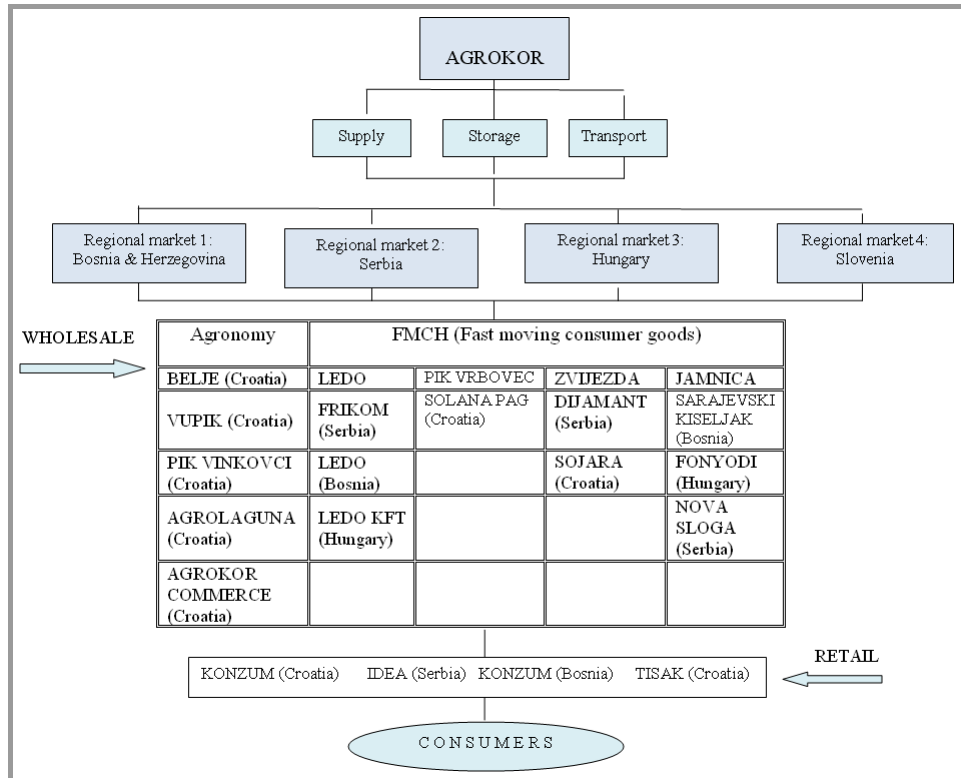 AGROKOR
Supply
Storage
Transport
Regional market 1:
Bosnia & Herzegovina
Regional market 2:
Serbia
Regional market 3:
Hungary
Regional market 4:
Slovenia
WHOLESALE
Agronomy
FMCH (Fast moving consumer goods)
BELJE (Croatia)
LEDO
PIK VRBOVEC
ZVIJEZDA
JAMNICA
VUPIK (Croatia)
FRIKOM
(Serbia)
SOLANA PAG
(Croatia)
DIJAMANT
(Serbia)
SARAJEVSKI
KISELJAK
(Bosnia)
PIK VINKOVCI
(Croatia)
LEDO
(Bosnia)
SOJARA
(Croatia)
FONYODI
(Hungary)
AGROLAGUNA
(Croatia)
LEDO KFT
(Hungary)
NOVA
SLOGA
(Serbia)
AGROKOR
COMMERCE
(Croatia)
RETAIL
KONZUM (Croatia) IDEA (Serbia) KONZUM (Bosnia) TISAK (Croatia)
CONSUMERS